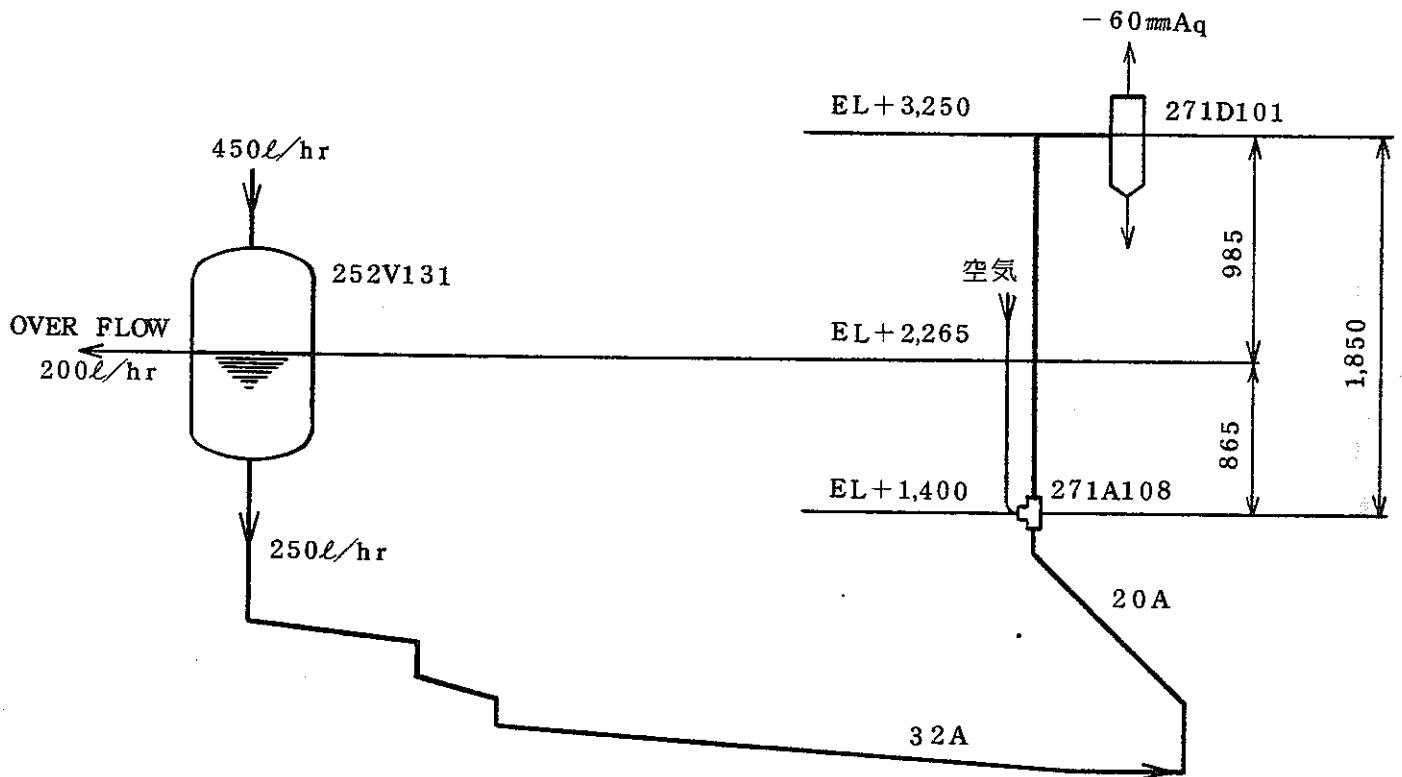 -60㎜Aq
EL+3,250
271D101
450ℓ/hr
252V131
985
空気
OVER FLOW
200ℓ/hr
EL+2,265
1,850
865
EL+1,400
271A108
250ℓ/hr
20A
32A